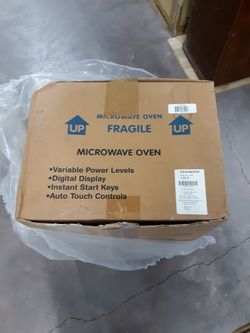 MICROWAVE OVEN
UP FRAGILE UP
MICROWAVE OVEN
•Variable Power Levels
•Digital Display
•Instant Start Keys
•Auto Touch Controls